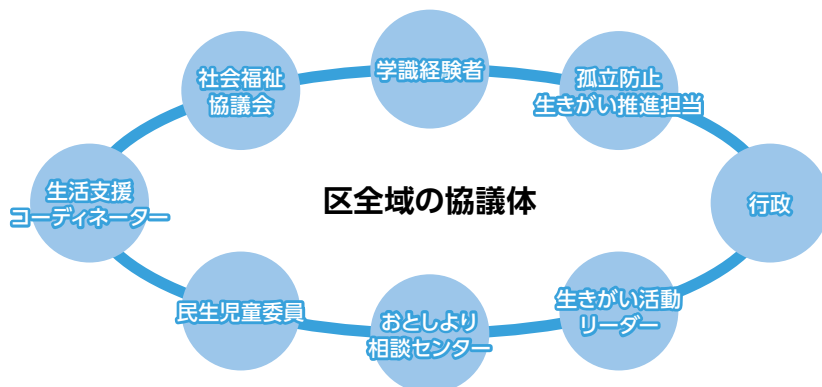 学識経験者
社会福祉
協議会
孤立防止
生きがい推進担当
生活支援
コーディネーター
区全域の協議体
行政
民生児童委員
おとしより
相談センター
生きがい活動
リーダー